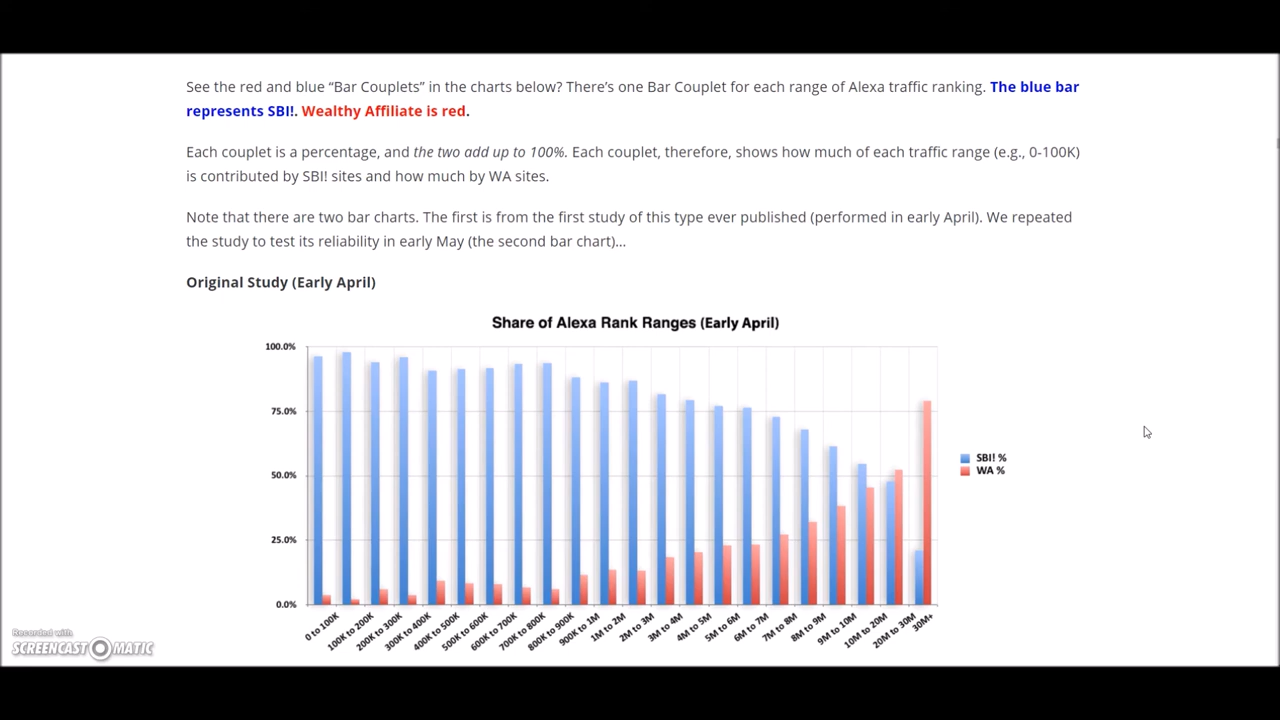 See the red and blue “Bar Couplets” in the charts below? There’s one Bar Couplet for each range of Alexa traffic ranking. The blue bar
represents SBI!. Wealthy Affiliate is red.
Each couplet is a percentage, and the two add up to 100%. Each couplet, therefore, shows how much of each traffic range (e.g., 0-100K)
is contributed by SBI! sites and how much by WA sites.
Note that there are two bar charts. The first is from the first study of this type ever published (performed in early April). We repeated
the study to test its reliability in early May (the second bar chart)...
Original Study (Early April)
Share of Alexa Rank Ranges (Early April)
100.0%
75.0%
50.0%
25.0%
0.0%
SBI! %
WA %
0 to 100K
100K to 200K
200K to 300K
300K to 400K
400K to 500K
500K to 600K
600K to 700K
700K to 800K
800K to 900K
900K to 1M
1M to 2M
2M to 3M
3M to 4M
4M to 5M
5M to 6M
6M to 7M
7M to 8M
8M to 9M
9M to 10M
10M to 20M
20M to 30M
30M+
Recorded with
SCREENCAST MATIC